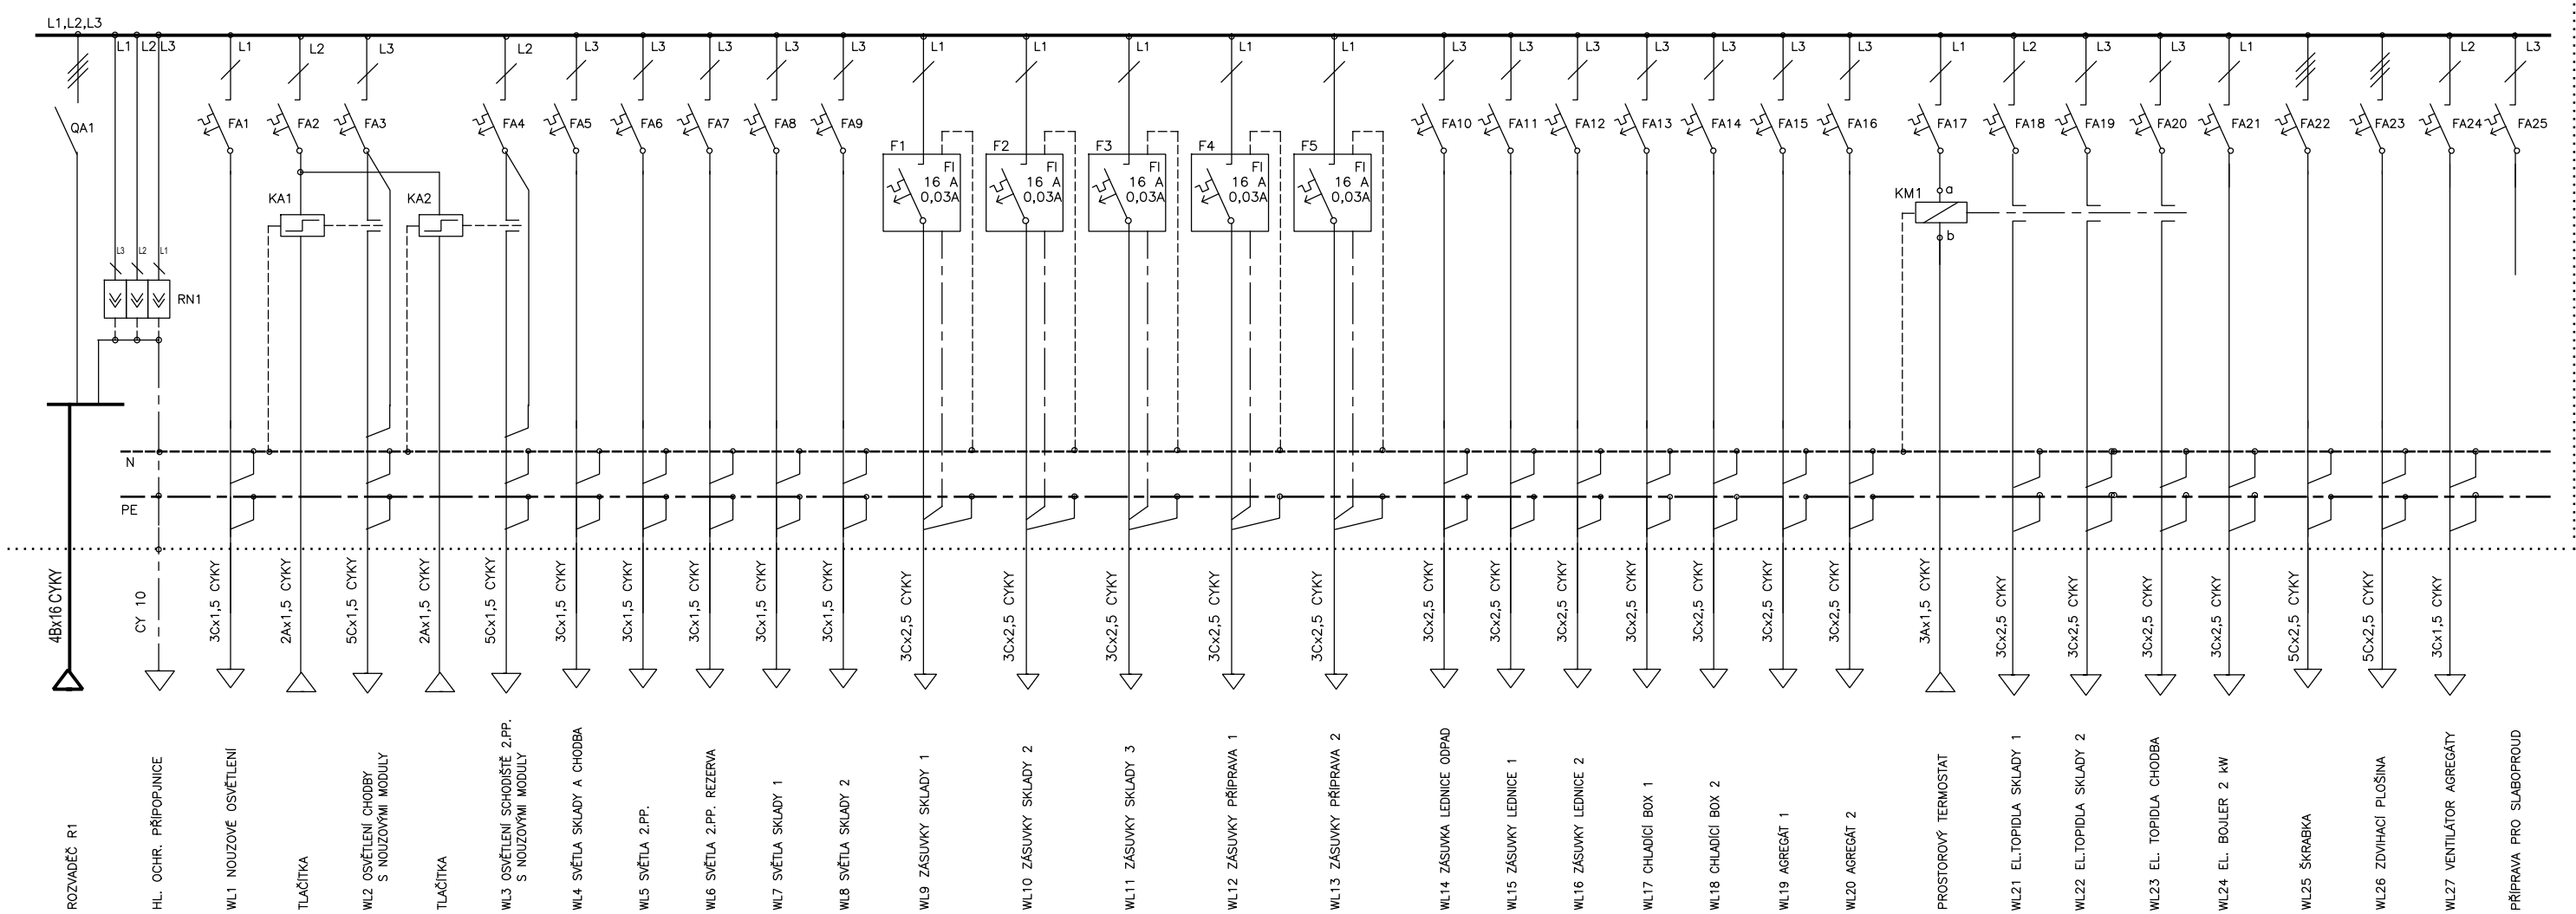 L1,L2,L3
L1
L2
L3
L1
L2
L3
L2
L3
L3
L3
L3
L3
L1
L1
L1
L1
L1
L3
L3
L3
L3
L3
L3
L3
L1
L2
L3
L3
L1
L2
L3
QA1
FA1
FA2
FA3
FA4
FA5
FA6
FA7
FA8
FA9
FA10
FA11
FA12
FA13
FA14
FA15
FA16
FA17
FA18
FA19
FA20
FA21
FA22
FA23
FA24
FA25
F1
FI
16 A
0,03A
F2
FI
16 A
0,03A
F3
FI
16 A
0,03A
F4
FI
16 A
0,03A
F5
FI
16 A
0,03A
KA1
KA2
KM1
a
b
L3
L2
L1
RN1
N
PE
4Bx16 CYKY
CY 10
3Cx1,5 CYKY
2Ax1,5 CYKY
5Cx1,5 CYKY
2Ax1,5 CYKY
5Cx1,5 CYKY
3Cx1,5 CYKY
3Cx1,5 CYKY
3Cx1,5 CYKY
3Cx1,5 CYKY
3Cx1,5 CYKY
3Cx2,5 CYKY
3Cx2,5 CYKY
3Cx2,5 CYKY
3Cx2,5 CYKY
3Cx2,5 CYKY
3Cx2,5 CYKY
3Cx2,5 CYKY
3Cx2,5 CYKY
3Cx2,5 CYKY
3Cx2,5 CYKY
3Cx2,5 CYKY
3Cx2,5 CYKY
3Ax1,5 CYKY
3Cx2,5 CYKY
3Cx2,5 CYKY
3Cx2,5 CYKY
3Cx2,5 CYKY
5Cx2,5 CYKY
5Cx2,5 CYKY
3Cx1,5 CYKY
ROZVADĚČ R1
HL. OCHR. PŘÍPOPJNICE
WL1 NOUZOVÉ OSVĚTLENÍ
TLAČÍTKA
WL2 OSVĚTLENÍ CHODBY
S NOUZOVÝMI MODULY
TLAČÍTKA
WL3 OSVĚTLENÍ SCHODIŠTĚ 2.PP.
S NOUZOVÝMI MODULY
WL4 SVĚTLA SKLADY A CHODBA
WL5 SVĚTLA 2.PP.
WL6 SVĚTLA 2.PP. REZERVA
WL7 SVĚTLA SKLADY 1
WL8 SVĚTLA SKLADY 2
WL9 ZÁSUVKY SKLADY 1
WL10 ZÁSUVKY SKLADY 2
WL11 ZÁSUVKY SKLADY 3
WL12 ZÁSUVKY PŘÍPRAVA 1
WL13 ZÁSUVKY PŘÍPRAVA 2
WL14 ZÁSUVKA LEDNICE ODPAD
WL15 ZÁSUVKY LEDNICE 1
WL16 ZÁSUVKY LEDNICE 2
WL17 CHLADÍCÍ BOX 1
WL18 CHLADÍCÍ BOX 2
WL19 AGREGÁT 1
WL20 AGREGÁT 2
PROSTOROVÝ TERMOSTAT
WL21 EL.TOPIDLA SKLADY 1
WL22 EL.TOPIDLA SKLADY 2
WL23 EL. TOPIDLA CHODBA
WL24 EL. BOJLER 2 kW
WL25 ŠKRABKA
WL26 ZDVIHACÍ PLOŠINA
WL27 VENTILÁTOR AGREGÁTY
PŘÍPRAVA PRO SLABOPROUD